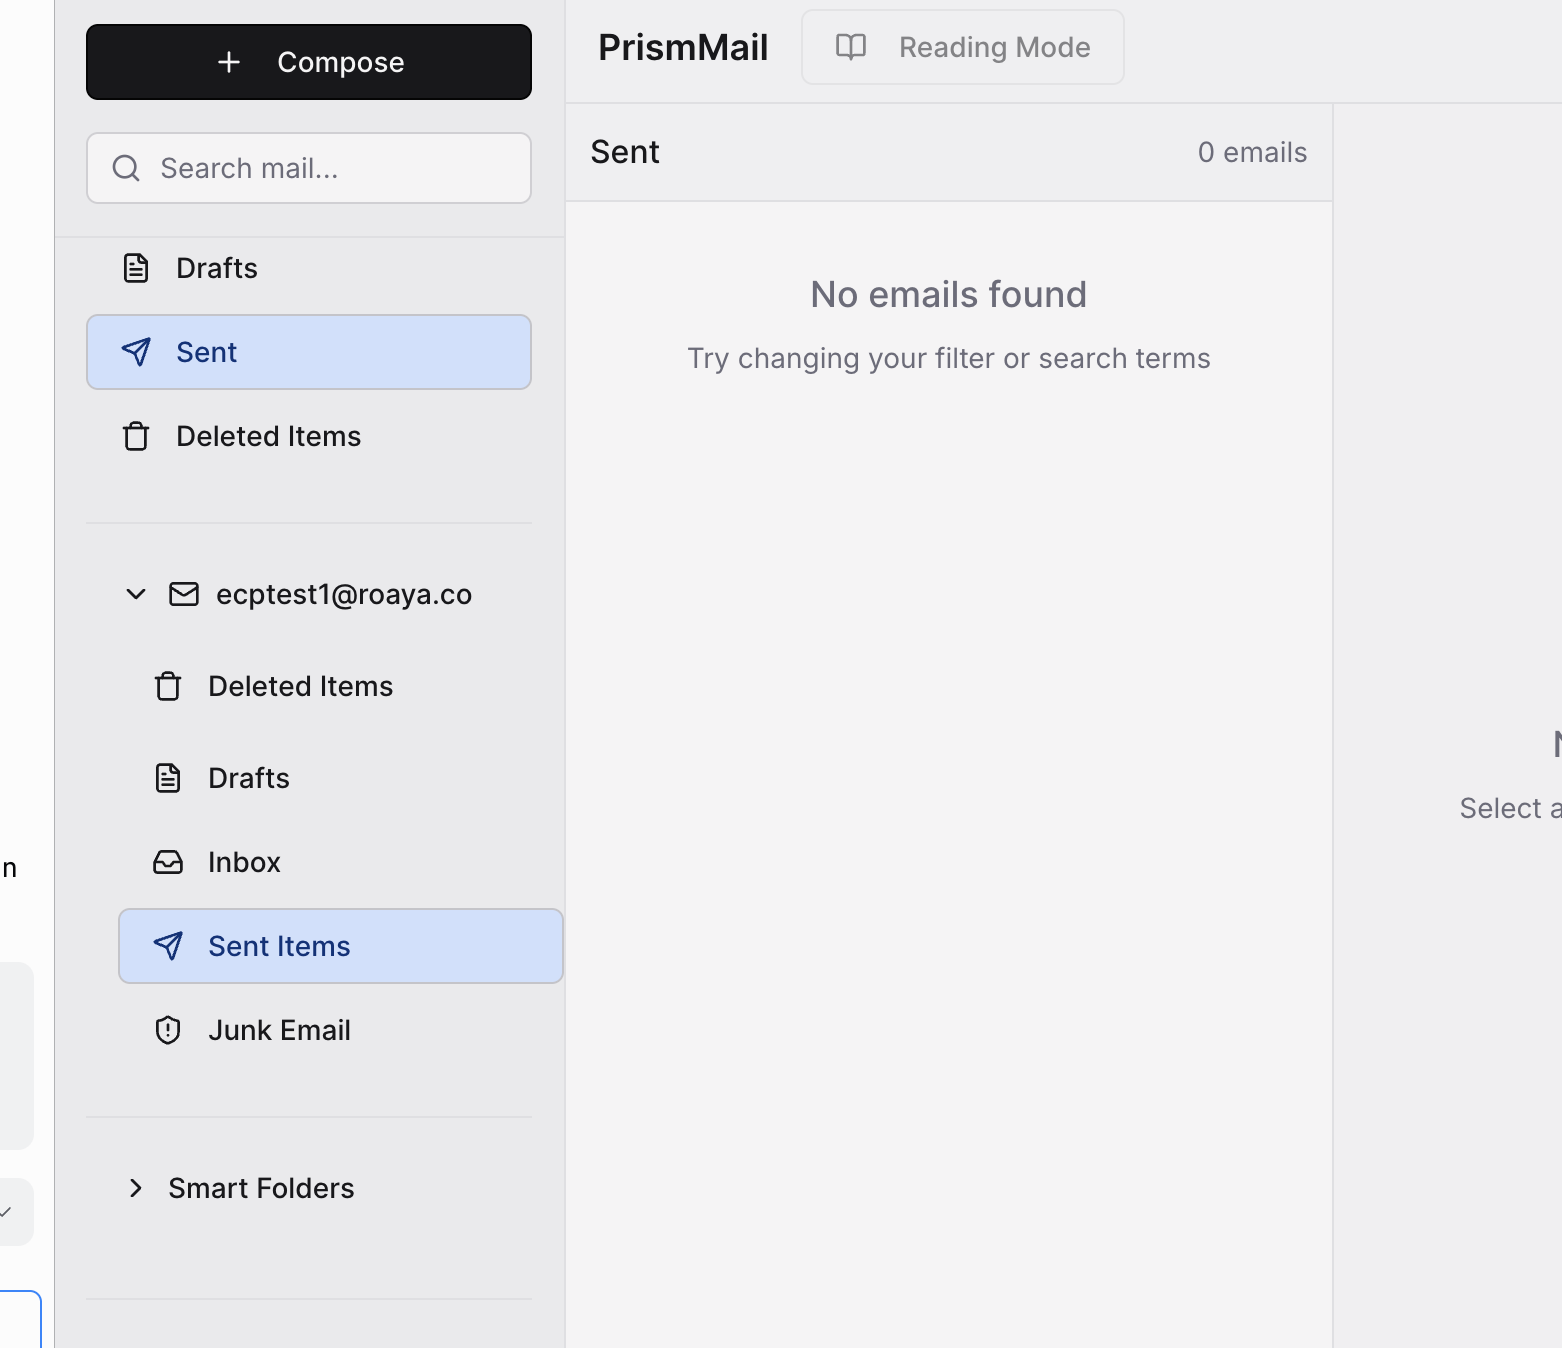 Compose
Search mail...
Drafts
Sent
Deleted Items
ecptest1@roaya.co
Deleted Items
Drafts
Inbox
Sent Items
Junk Email
Smart Folders
PrismMail
Reading Mode
Sent
0 emails
No emails found
Try changing your filter or search terms
Select